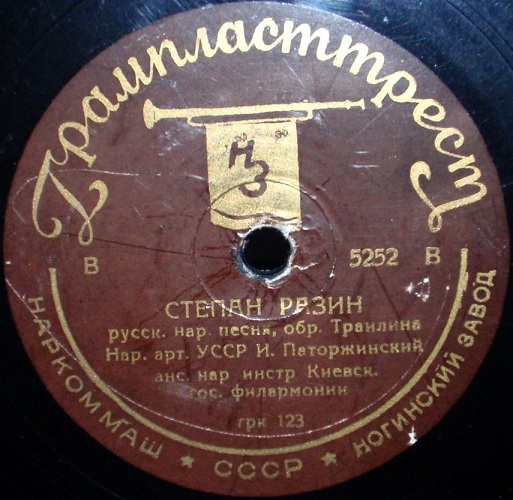 Грампласттрест
НЗ
В 5252 В
СТЕПАН РАЗИН
русск. нар. песня, обр. Траилина
Нар. арт. УССР И. Паторжинский
анс. нар инстр Киевск.
гос. филармонии
грк 123
НАРКОММАШ ★ СССР ★ НОГИНСКИЙ ЗАВОД